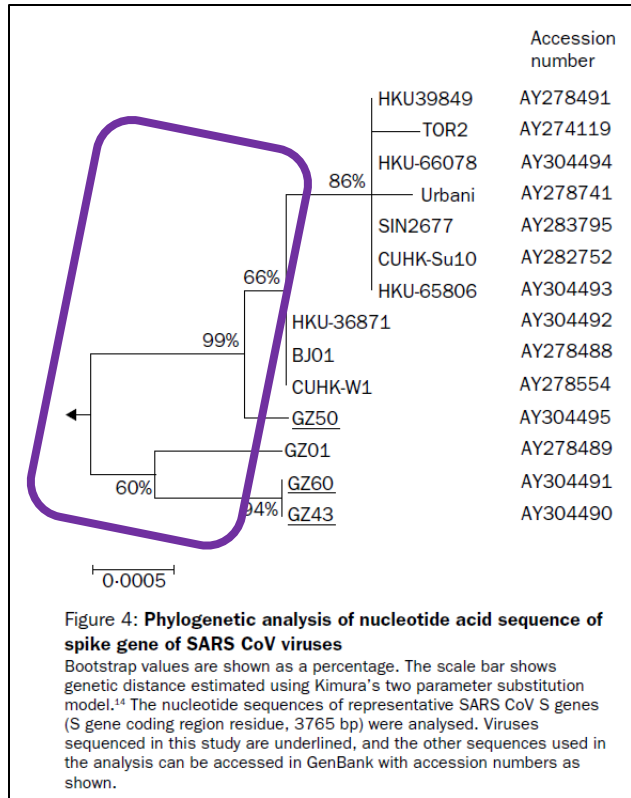 Accession
number
HKU39849 AY278491
TOR2 AY274119
HKU-66078 AY304494
86%
Urbani AY278741
SIN2677 AY283795
CUHK-Su10 AY282752
66%
HKU-65806 AY304493
HKU-36871 AY304492
99%
BJ01 AY278488
CUHK-W1 AY278554
GZ50 AY304495
GZ01 AY278489
60%
GZ60 AY304491
94%
GZ43 AY304490
0·0005
Figure 4: Phylogenetic analysis of nucleotide acid sequence of
spike gene of SARS CoV viruses
Bootstrap values are shown as a percentage. The scale bar shows
genetic distance estimated using Kimura's two parameter substitution
model.¹⁴ The nucleotide sequences of representative SARS CoV S genes
(S gene coding region residue, 3765 bp) were analysed. Viruses
sequenced in this study are underlined, and the other sequences used in
the analysis can be accessed in GenBank with accession numbers as
shown.